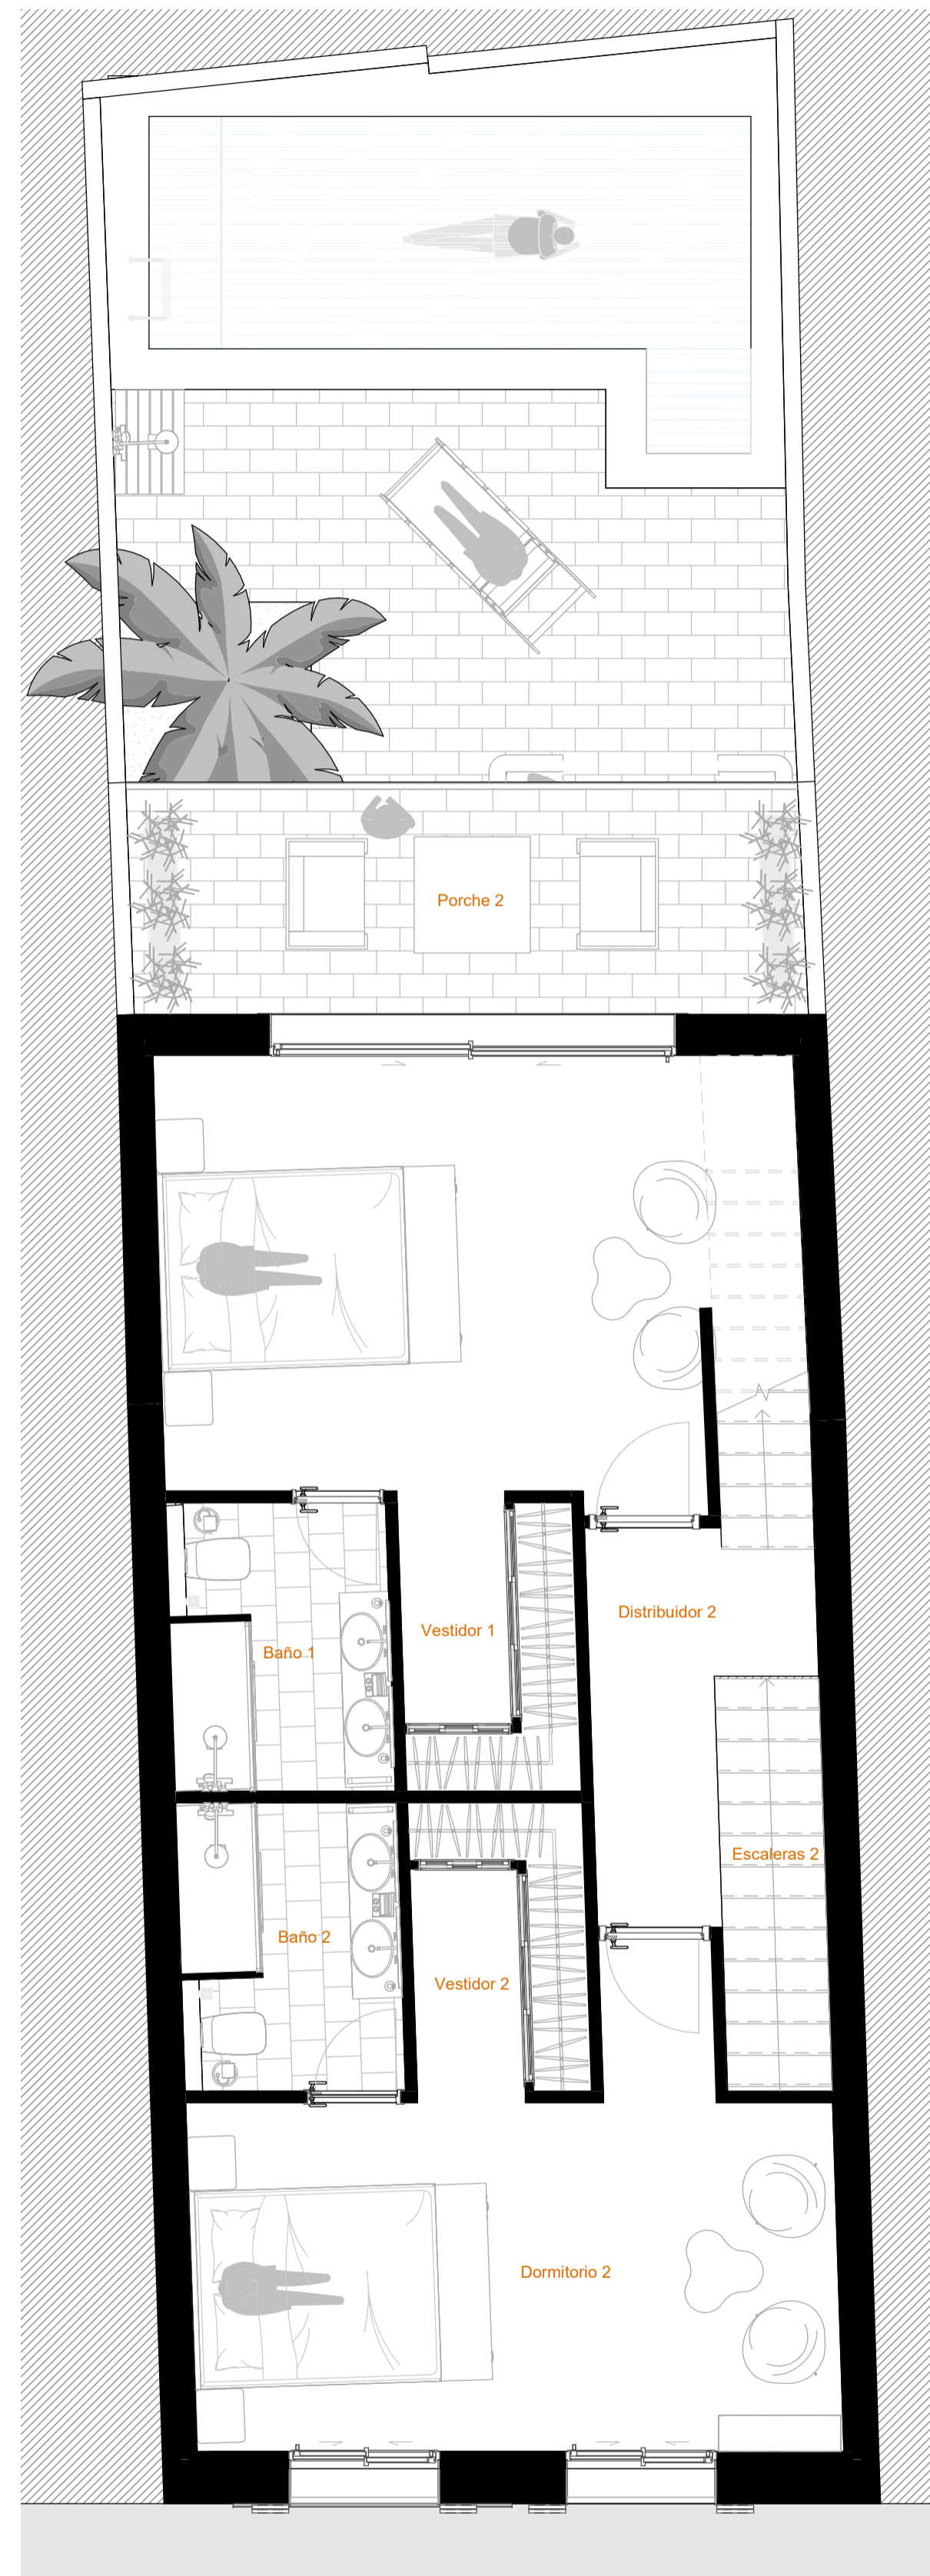 Porche 2
Distribuidor 2
Vestidor 1
Baño 1
Escaleras 2
Baño 2
Vestidor 2
Dormitorio 2